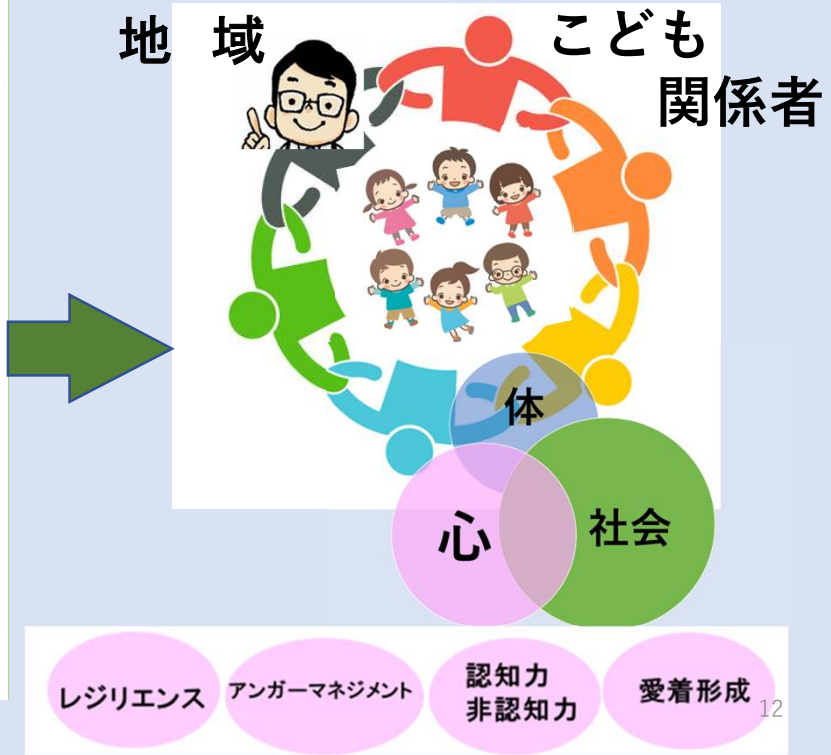 地 域
こども
関係者
体
心
社会
レジリエンス
アンガーマネジメント
認知力
非認知力
愛着形成
12